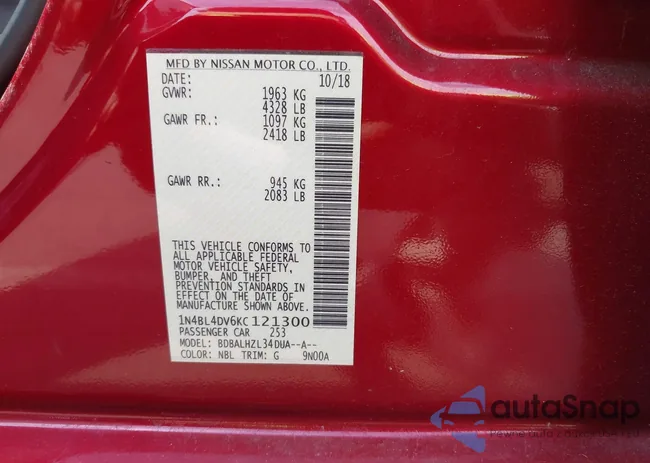 MFD BY NISSAN MOTOR CO., LTD.
DATE: 10/18
GVWR: 1963 KG
4328 LB
GAWR FR.: 1097 KG
2418 LB
GAWR RR.: 945 KG
2083 LB
THIS VEHICLE CONFORMS TO
ALL APPLICABLE FEDERAL
MOTOR VEHICLE SAFETY,
BUMPER, AND THEFT
PREVENTION STANDARDS IN
EFFECT ON THE DATE OF
MANUFACTURE SHOWN ABOVE.
1N4BL4DV6KC121300
PASSENGER CAR 253
MODEL: BDBALHZL34DUA--A--
COLOR: NBL TRIM: G 9N00A
autoSnap
Pewne auta z